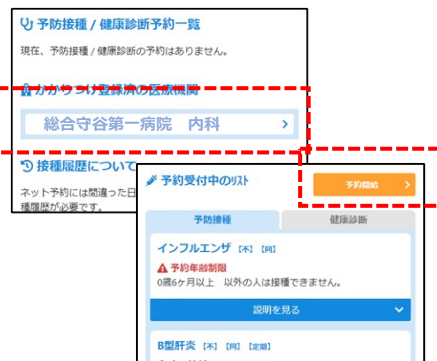 予防接種 / 健康診断予約一覧
現在、予防接種 / 健康診断の予約はありません。
かかりつけ登録済の医療機関
総合守谷第一病院 内科
接種履歴について
ネット予約には間違った日
種履歴が必要です。
予約受付中のリスト
予約開始
予防接種
健康診断
インフルエンザ [不] [同]
予約年齢制限
0歳6ヶ月以上 以外の人は接種できません。
説明を見る
B型肝炎 [不] [同] [定期]